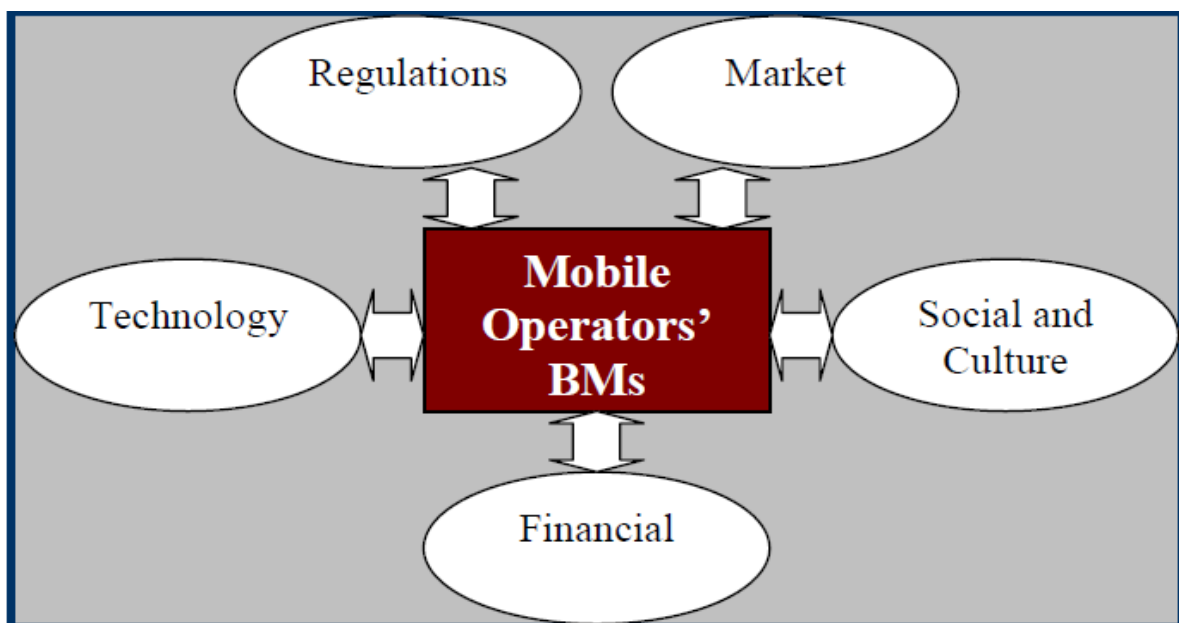 Regulations
Market
Technology
Mobile
Operators’
BMs
Social and
Culture
Financial